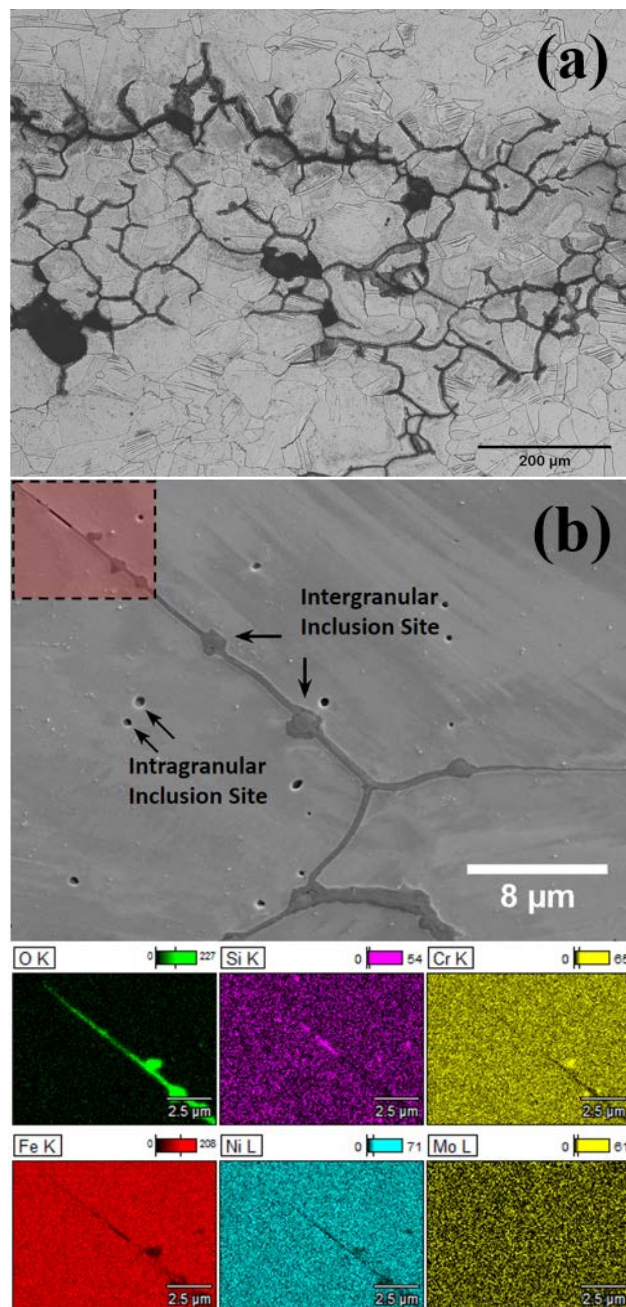 (a)
200 μm
(b)
Intergranular
Inclusion Site
Intragranular
Inclusion Site
8 μm
O K 0 227
Si K 0 54
Cr K 0 65
2.5 μm 2.5 μm 2.5 μm
Fe K 0 208
Ni L 0 71
Mo L 0 61
2.5 μm 2.5 μm 2.5 μm